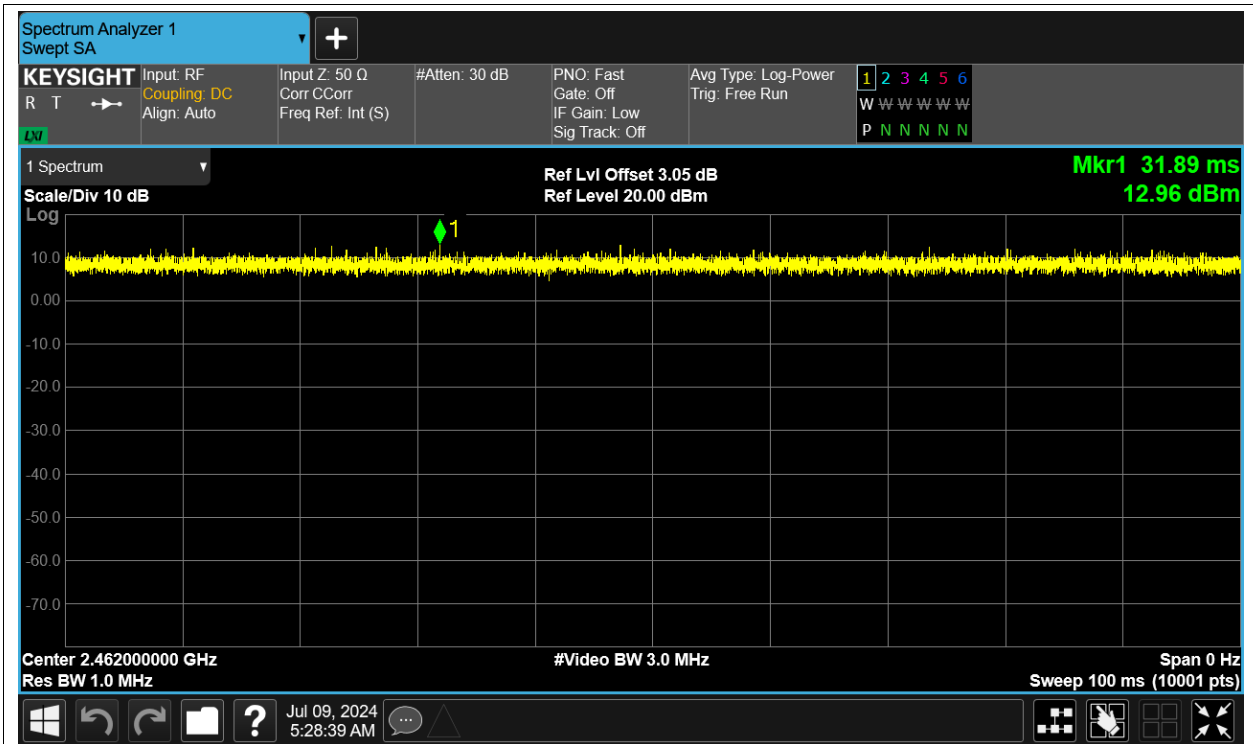 Spectrum Analyzer 1
Swept SA
KEYSIGHT
R T
LXI
Input: RF
Coupling: DC
Align: Auto
Input Z: 50 Ω
Corr CCorr
Freq Ref: Int (S)
#Atten: 30 dB
PNO: Fast
Gate: Off
IF Gain: Low
Sig Track: Off
Avg Type: Log-Power
Trig: Free Run
1 2 3 4 5 6
W W W W W W
P N N N N N
1 Spectrum
Scale/Div 10 dB
Log
Ref Lvl Offset 3.05 dB
Ref Level 20.00 dBm
Mkr1 31.89 ms
12.96 dBm
1
10.0
0.00
-10.0
-20.0
-30.0
-40.0
-50.0
-60.0
-70.0
Center 2.462000000 GHz
Res BW 1.0 MHz
#Video BW 3.0 MHz
Span 0 Hz
Sweep 100 ms (10001 pts)
?
Jul 09, 2024
5:28:39 AM